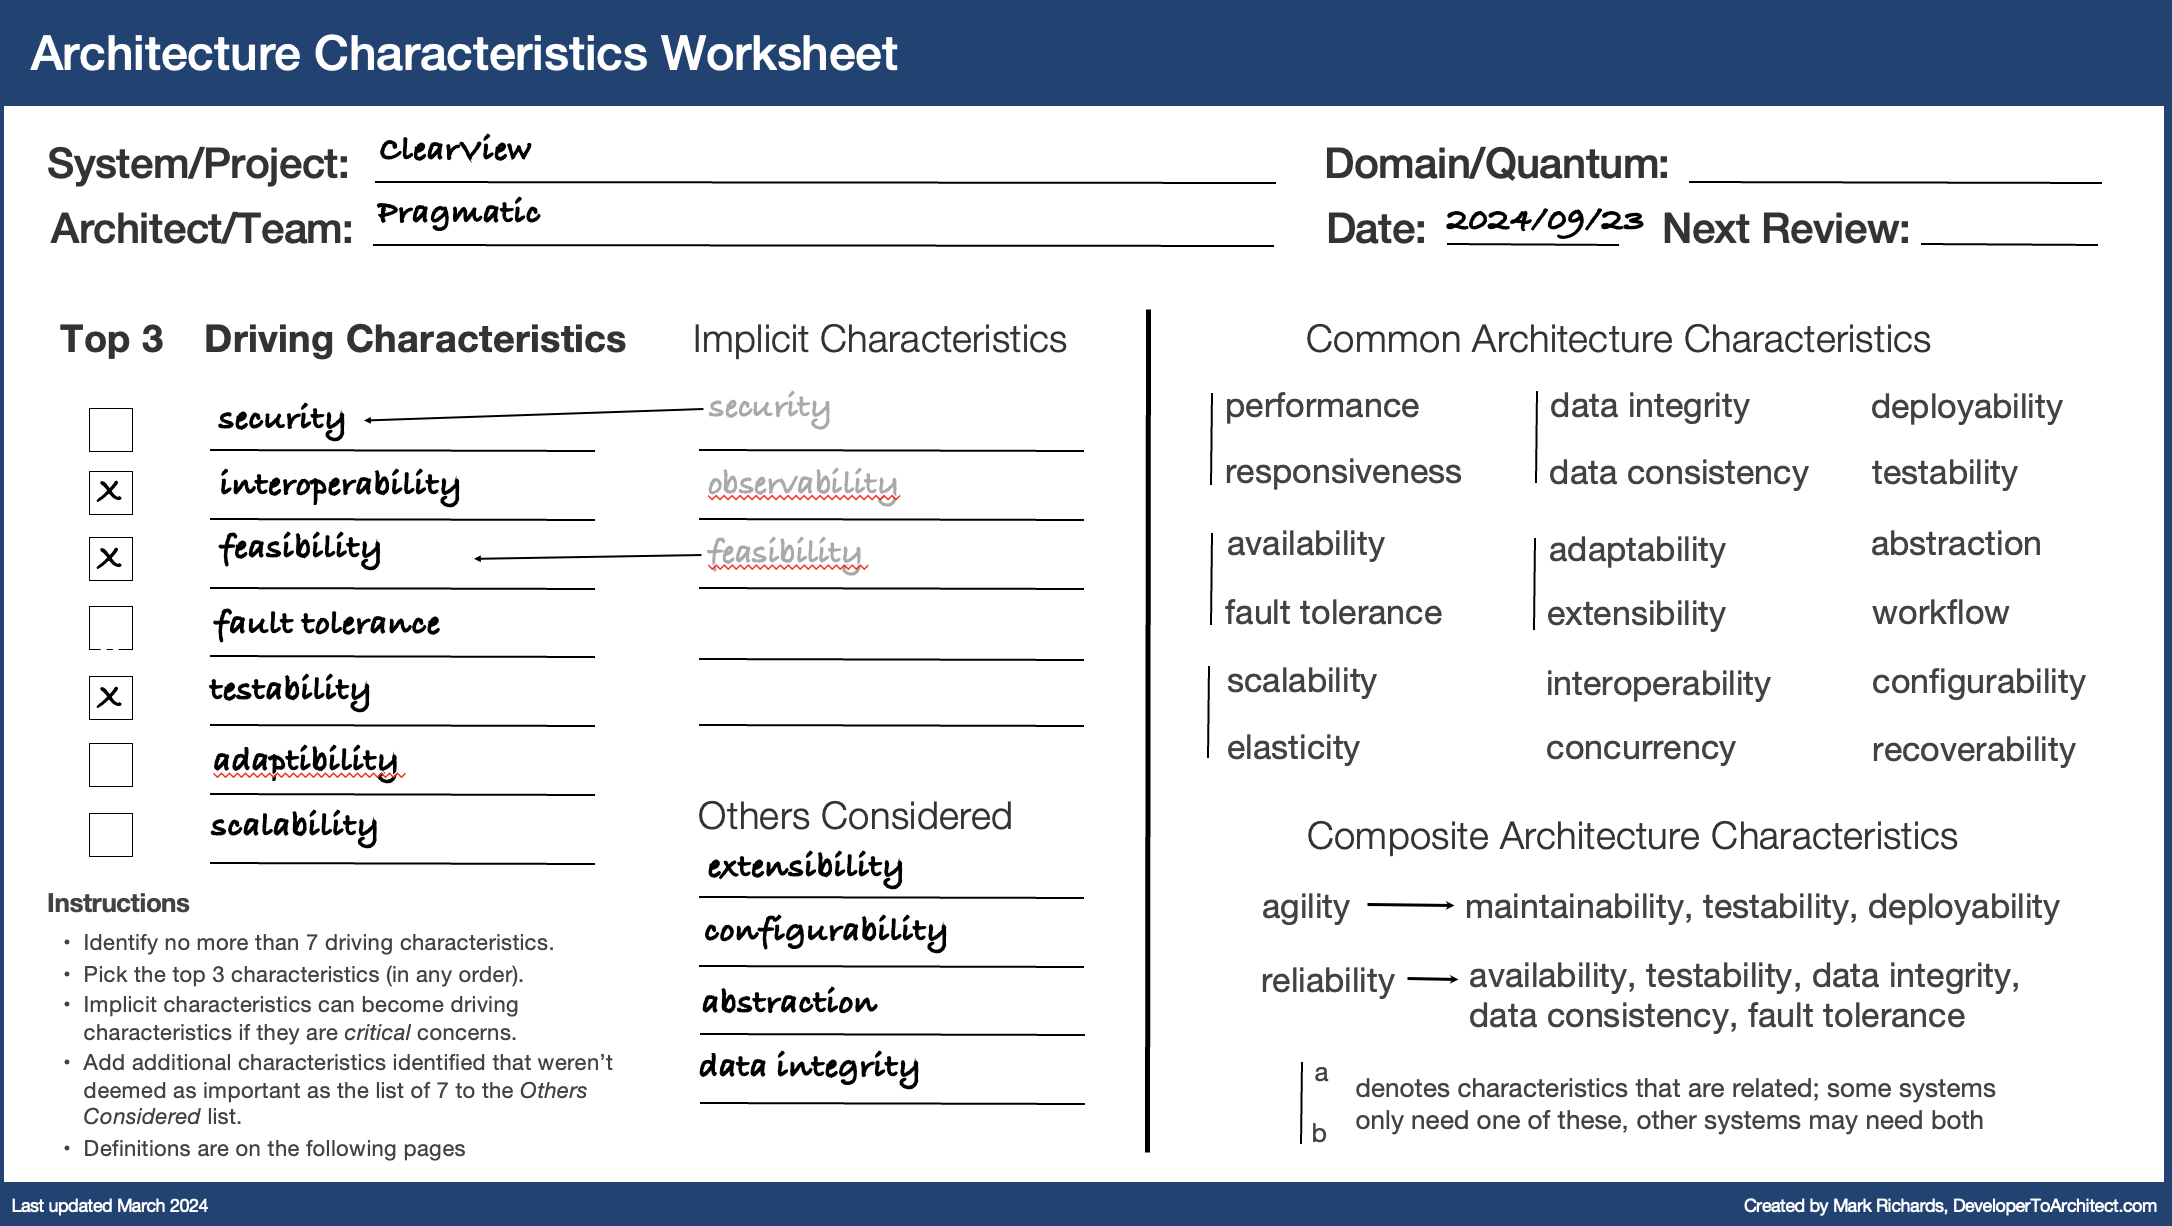 Architecture Characteristics Worksheet
System/Project: ClearView
Domain/Quantum:
Architect/Team: Pragmatic
Date: 2024/09/23 Next Review:
Top 3 Driving Characteristics
security
X interoperability
X feasibility
fault tolerance
X testability
adaptibility
scalability
Implicit Characteristics
security
observability
feasibility
Others Considered
extensibility
configurability
abstraction
data integrity
Instructions
• Identify no more than 7 driving characteristics.
• Pick the top 3 characteristics (in any order).
• Implicit characteristics can become driving
characteristics if they are critical concerns.
• Add additional characteristics identified that weren’t
deemed as important as the list of 7 to the Others
Considered list.
• Definitions are on the following pages
Common Architecture Characteristics
performance
responsiveness
availability
fault tolerance
scalability
elasticity
data integrity
data consistency
adaptability
extensibility
interoperability
concurrency
deployability
testability
abstraction
workflow
configurability
recoverability
Composite Architecture Characteristics
agility maintainability, testability, deployability
reliability availability, testability, data integrity,
data consistency, fault tolerance
a
b
denotes characteristics that are related; some systems
only need one of these, other systems may need both
Last updated March 2024
Created by Mark Richards, DeveloperToArchitect.com